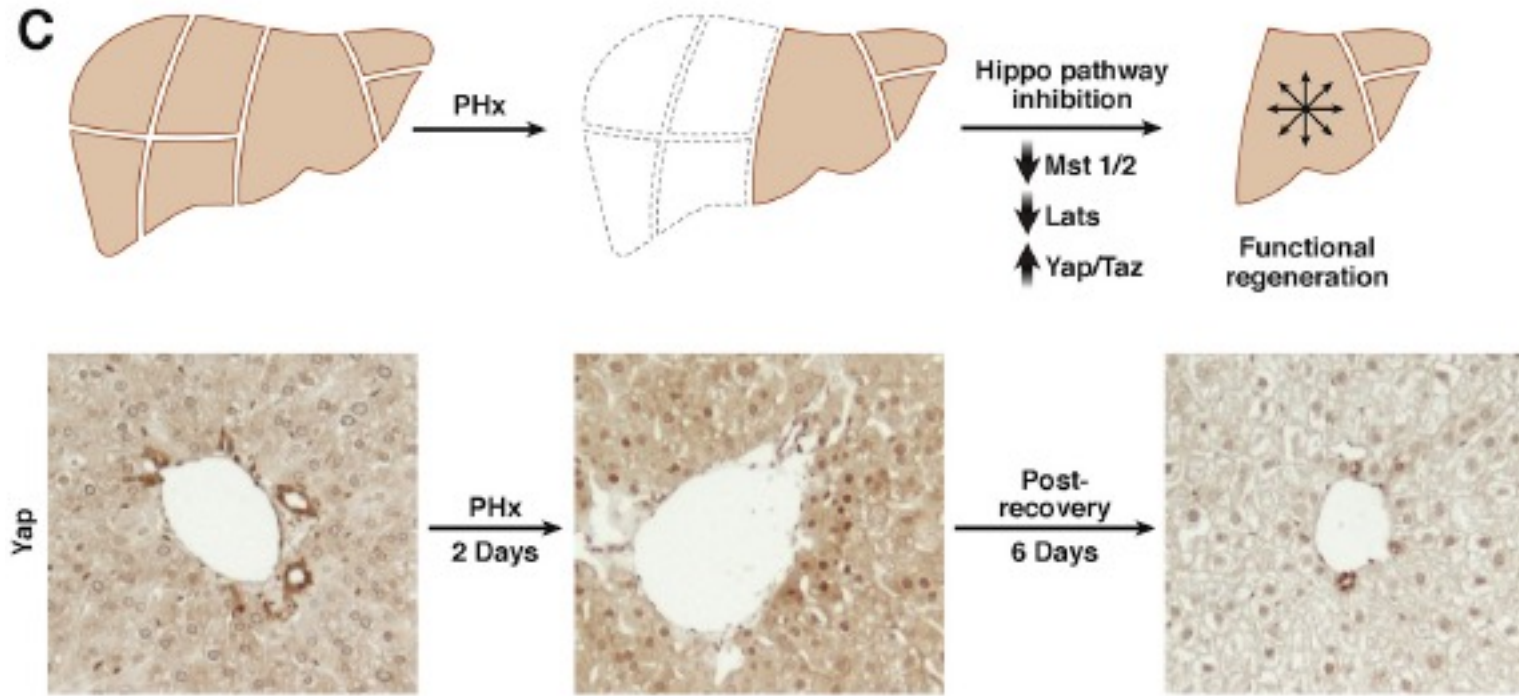 C
PHx
Hippo pathway
inhibition
Mst 1/2
Lats
Yap/Taz
Functional
regeneration
Yap
PHx
2 Days
Post-
recovery
6 Days